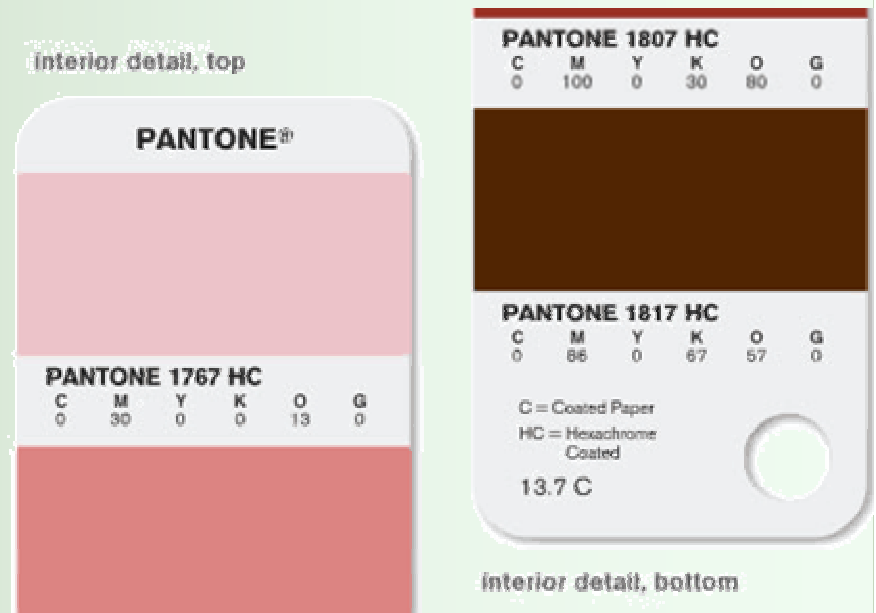 interior detail, top
PANTONE®
PANTONE 1767 HC
C M Y K O G
0 30 0 0 13 0
PANTONE 1807 HC
C M Y K O G
0 100 0 30 80 0
PANTONE 1817 HC
C M Y K O G
0 86 0 67 57 0
C = Coated Paper
HC = Hexachrome
Coated
13.7 C
interior detail, bottom